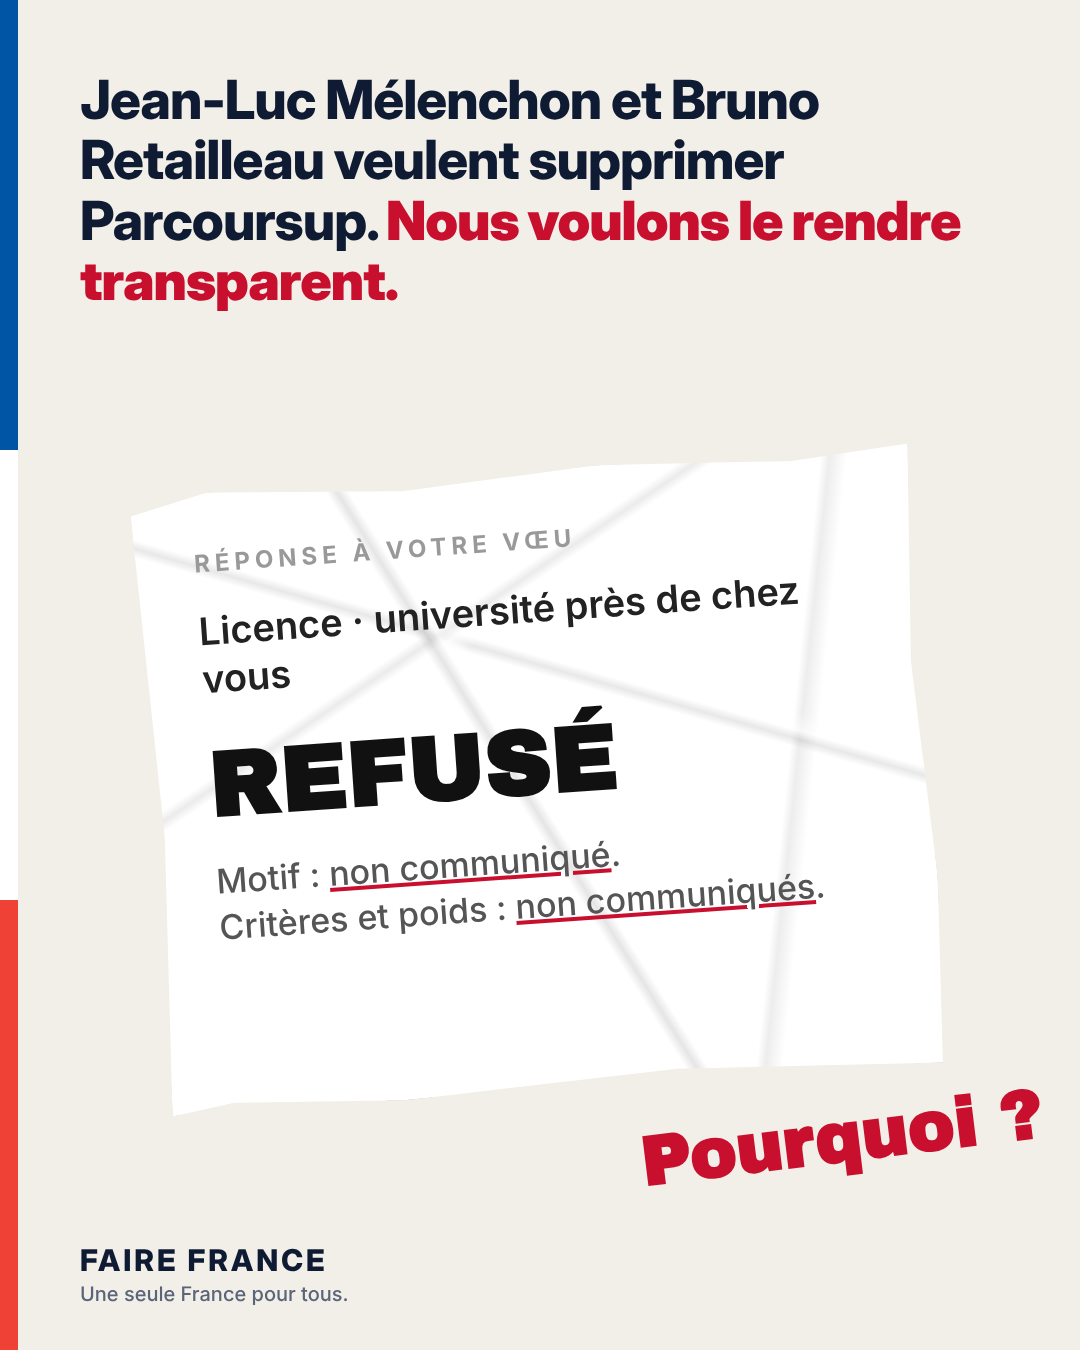 Jean-Luc Mélenchon et Bruno
Retailleau veulent supprimer
Parcoursup. Nous voulons le rendre
transparent.
RÉPONSE À VOTRE VŒU
Licence · université près de chez
vous
REFUSÉ
Motif : non communiqué.
Critères et poids : non communiqués.
Pourquoi ?
FAIRE FRANCE
Une seule France pour tous.